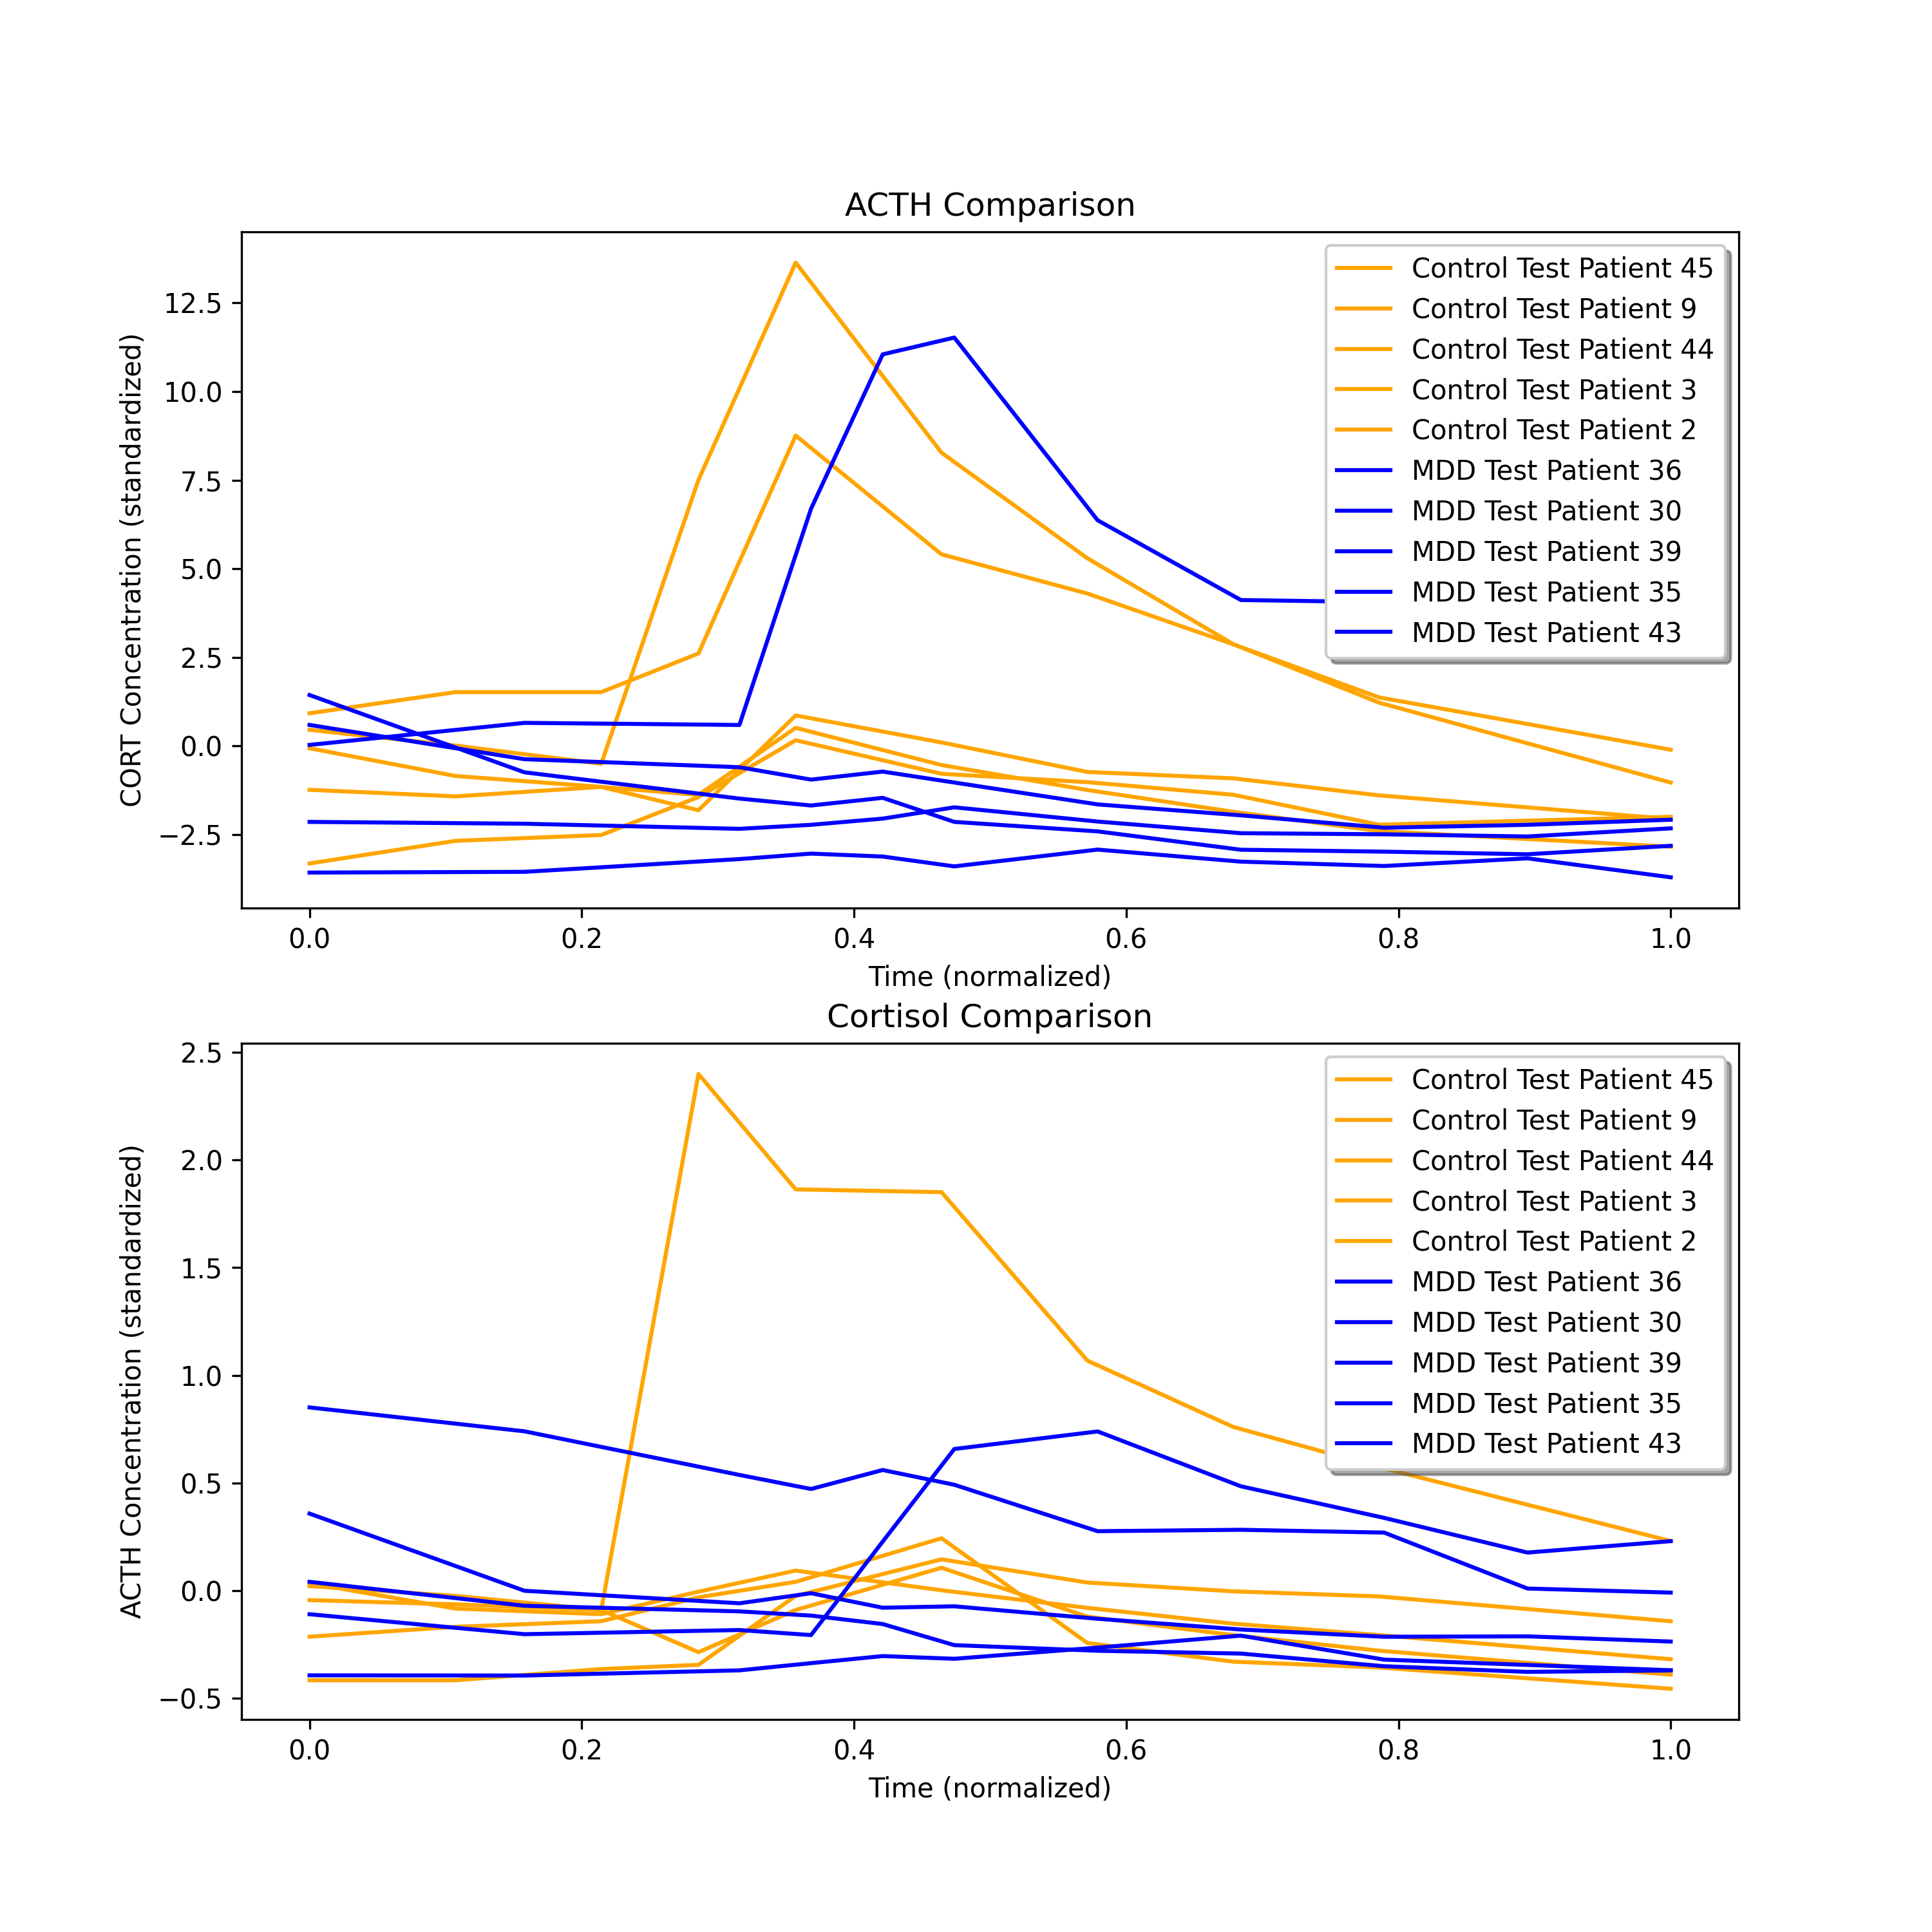 ACTH Comparison
CORT Concentration (standardized)
12.5
10.0
7.5
5.0
2.5
0.0
−2.5
Control Test Patient 45
Control Test Patient 9
Control Test Patient 44
Control Test Patient 3
Control Test Patient 2
MDD Test Patient 36
MDD Test Patient 30
MDD Test Patient 39
MDD Test Patient 35
MDD Test Patient 43
0.0 0.2 0.4 0.6 0.8 1.0
Time (normalized)
Cortisol Comparison
ACTH Concentration (standardized)
2.5
2.0
1.5
1.0
0.5
0.0
−0.5
Control Test Patient 45
Control Test Patient 9
Control Test Patient 44
Control Test Patient 3
Control Test Patient 2
MDD Test Patient 36
MDD Test Patient 30
MDD Test Patient 39
MDD Test Patient 35
MDD Test Patient 43
0.0 0.2 0.4 0.6 0.8 1.0
Time (normalized)